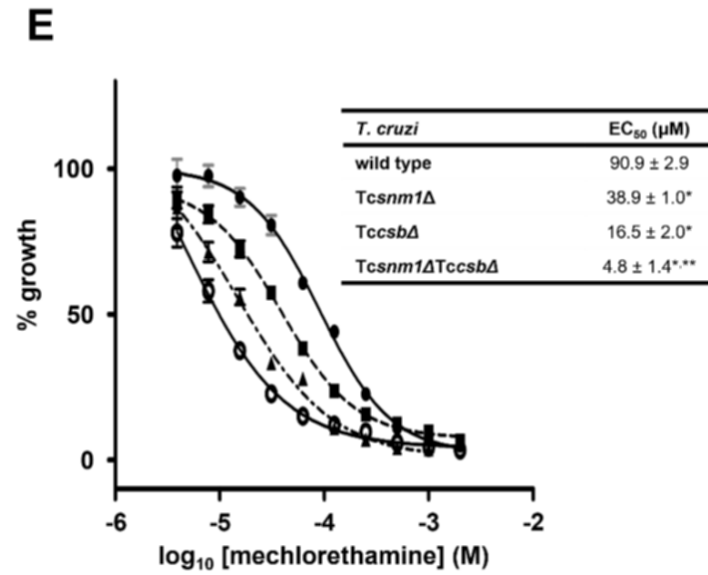 E
T. cruzi EC₅₀ (µM)
wild type 90.9 ± 2.9
Tcsnm1Δ 38.9 ± 1.0*
TccsbΔ 16.5 ± 2.0*
Tcsnm1ΔTccsbΔ 4.8 ± 1.4*,**
100
50
0
% growth
-6 -5 -4 -3 -2
log₁₀ [mechlorethamine] (M)